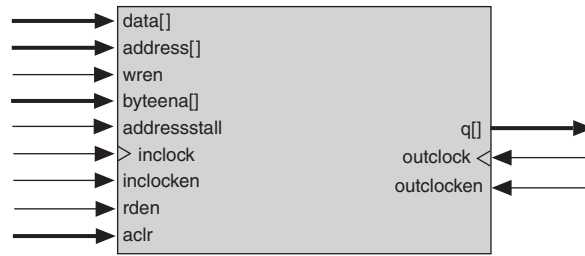 data[]
address[]
wren
byteena[]
addressstall
inclock
inclocken
rden
aclr
q[]
outclock
outclocken